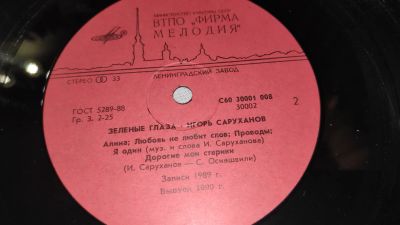 МИНИСТЕРСТВО КУЛЬТУРЫ СССР
ВТПО „ФИРМА
МЕЛОДИЯ"
СТЕРЕО 33
ЛЕНИНГРАДСКИЙ ЗАВОД
ГОСТ 5289-88
Гр. 3. 2-25
С60 30001 008
30002
2
ЗЕЛЕНЫЕ ГЛАЗА ИГОРЬ САРУХАНОВ
Алина; Любовь не любит слов; Проводи;
Я один (муз. и слова И. Саруханова)
Дорогие мои старики
(И. Саруханов — С. Осиашвили)
Запись 1989 г.
Выпуск 1990 г.